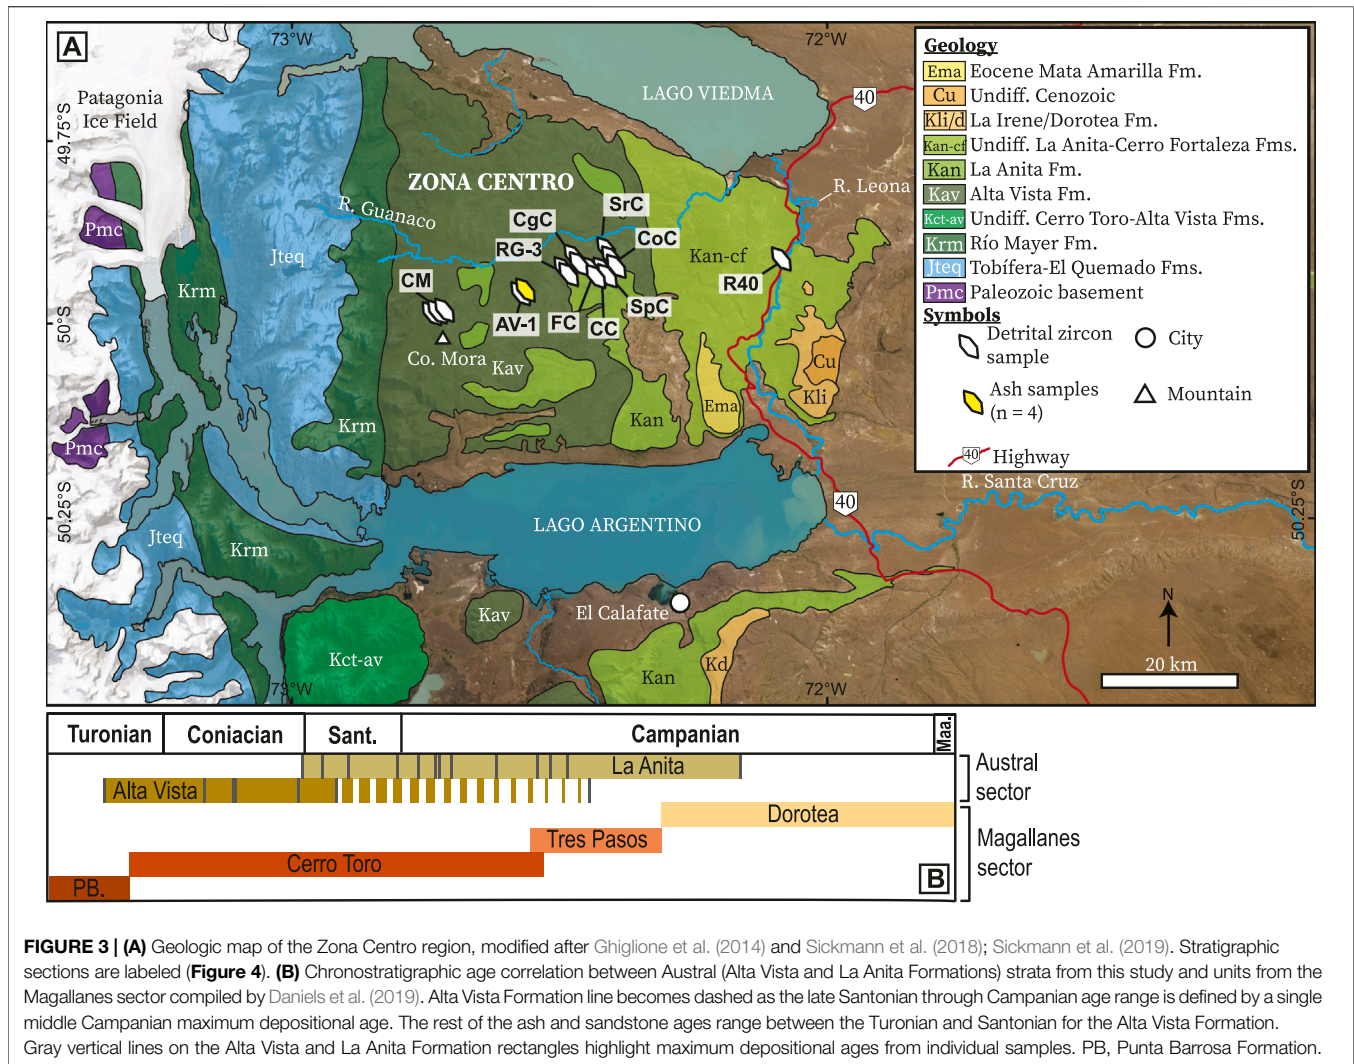 A
73°W
72°W
Patagonia
Ice Field
49.75°S
LAGO VIEDMA
40
ZONA CENTRO
R. Leona
R. Guanaco
SrC
CgC
CoC
RG-3
Kan-cf
Pmc
Jteq
Krm
CM
R40
SpC
AV-1
FC
CC
50°S
Co. Mora
Kav
Cu
Kli
Ema
Kan
Krm
Pmc
50.25°S
LAGO ARGENTINO
40
R. Santa Cruz
50.25°S
Jteq
Krm
Kav
El Calafate
Kct-av
Kan
Kd
73°W
72°W
N
20 km
Geology
Ema Eocene Mata Amarilla Fm.
Cu Undiff. Cenozoic
Kli/d La Irene/Dorotea Fm.
Kan-cf Undiff. La Anita-Cerro Fortaleza Fms.
Kan La Anita Fm.
Kav Alta Vista Fm.
Kct-av Undiff. Cerro Toro-Alta Vista Fms.
Krm Río Mayer Fm.
Jteq Tobífera-El Quemado Fms.
Pmc Paleozoic basement
Symbols
Detrital zircon
sample
City
Ash samples
(n = 4)
Mountain
40 Highway
Turonian Coniacian Sant. Campanian Maa.
La Anita
Alta Vista
Austral
sector
Dorotea
Tres Pasos
Magallanes
sector
Cerro Toro
PB.
B
FIGURE 3 | (A) Geologic map of the Zona Centro region, modified after Ghiglione et al. (2014) and Sickmann et al. (2018); Sickmann et al. (2019). Stratigraphic
sections are labeled (Figure 4). (B) Chronostratigraphic age correlation between Austral (Alta Vista and La Anita Formations) strata from this study and units from the
Magallanes sector compiled by Daniels et al. (2019). Alta Vista Formation line becomes dashed as the late Santonian through Campanian age range is defined by a single
middle Campanian maximum depositional age. The rest of the ash and sandstone ages range between the Turonian and Santonian for the Alta Vista Formation.
Gray vertical lines on the Alta Vista and La Anita Formation rectangles highlight maximum depositional ages from individual samples. PB, Punta Barrosa Formation.